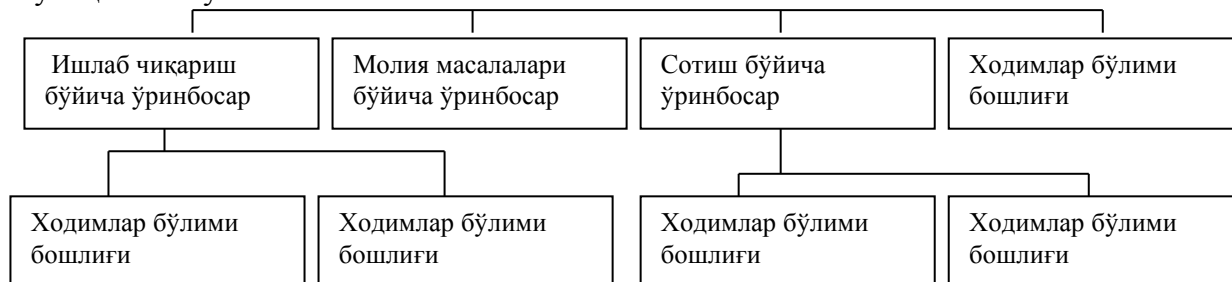 Ишлаб чиқариш
бўйича ўринбосар
Молия масалалари
бўйича ўринбосар
Сотиш бўйича
ўринбосар
Ходимлар бўлими
бошлиғи
Ходимлар бўлими
бошлиғи
Ходимлар бўлими
бошлиғи
Ходимлар бўлими
бошлиғи
Ходимлар бўлими
бошлиғи